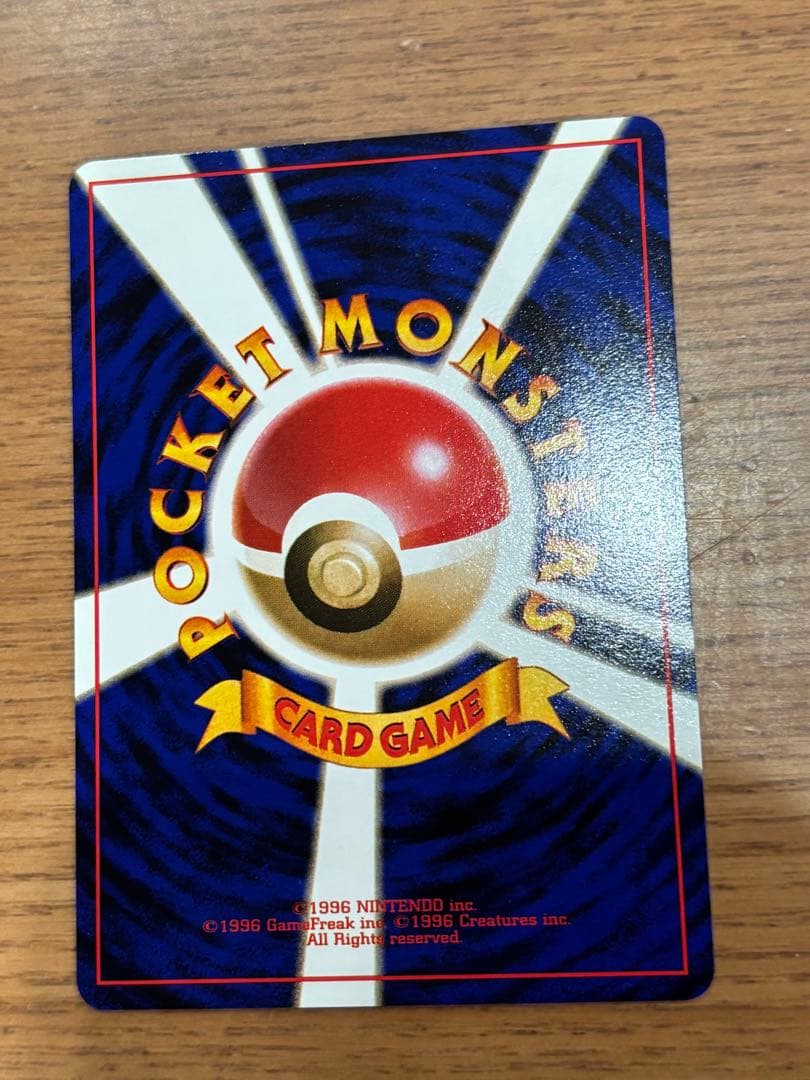 POCKET MONSTERS
CARD GAME
©1996 NINTENDO inc.
©1996 GameFreak inc. ©1996 Creatures inc.
All Rights reserved.